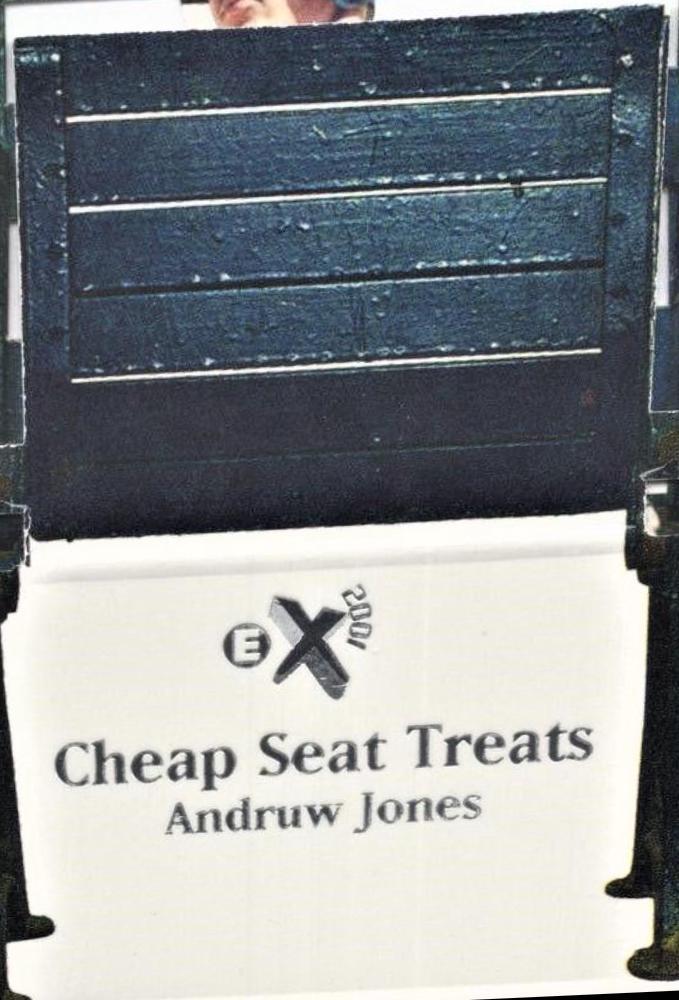 E X 2001
Cheap Seat Treats
Andruw Jones